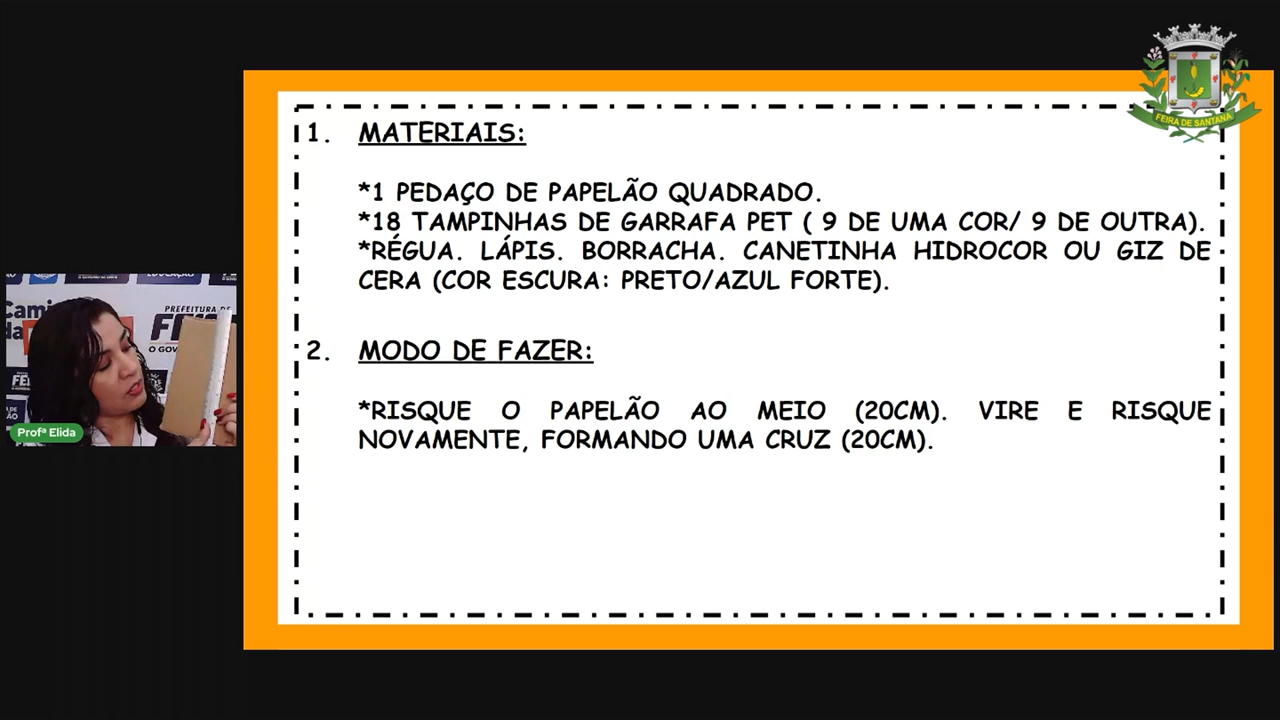 FEIRA DE SANTANA
1. MATERIAIS:
*1 PEDAÇO DE PAPELÃO QUADRADO.
*18 TAMPINHAS DE GARRAFA PET ( 9 DE UMA COR/ 9 DE OUTRA).
*RÉGUA. LÁPIS. BORRACHA. CANETINHA HIDROCOR OU GIZ DE
CERA (COR ESCURA: PRETO/AZUL FORTE).
2. MODO DE FAZER:
*RISQUE O PAPELÃO AO MEIO (20CM). VIRE E RISQUE
NOVAMENTE, FORMANDO UMA CRUZ (20CM).
PREFEITURA DE
O GOV
Profª Elida